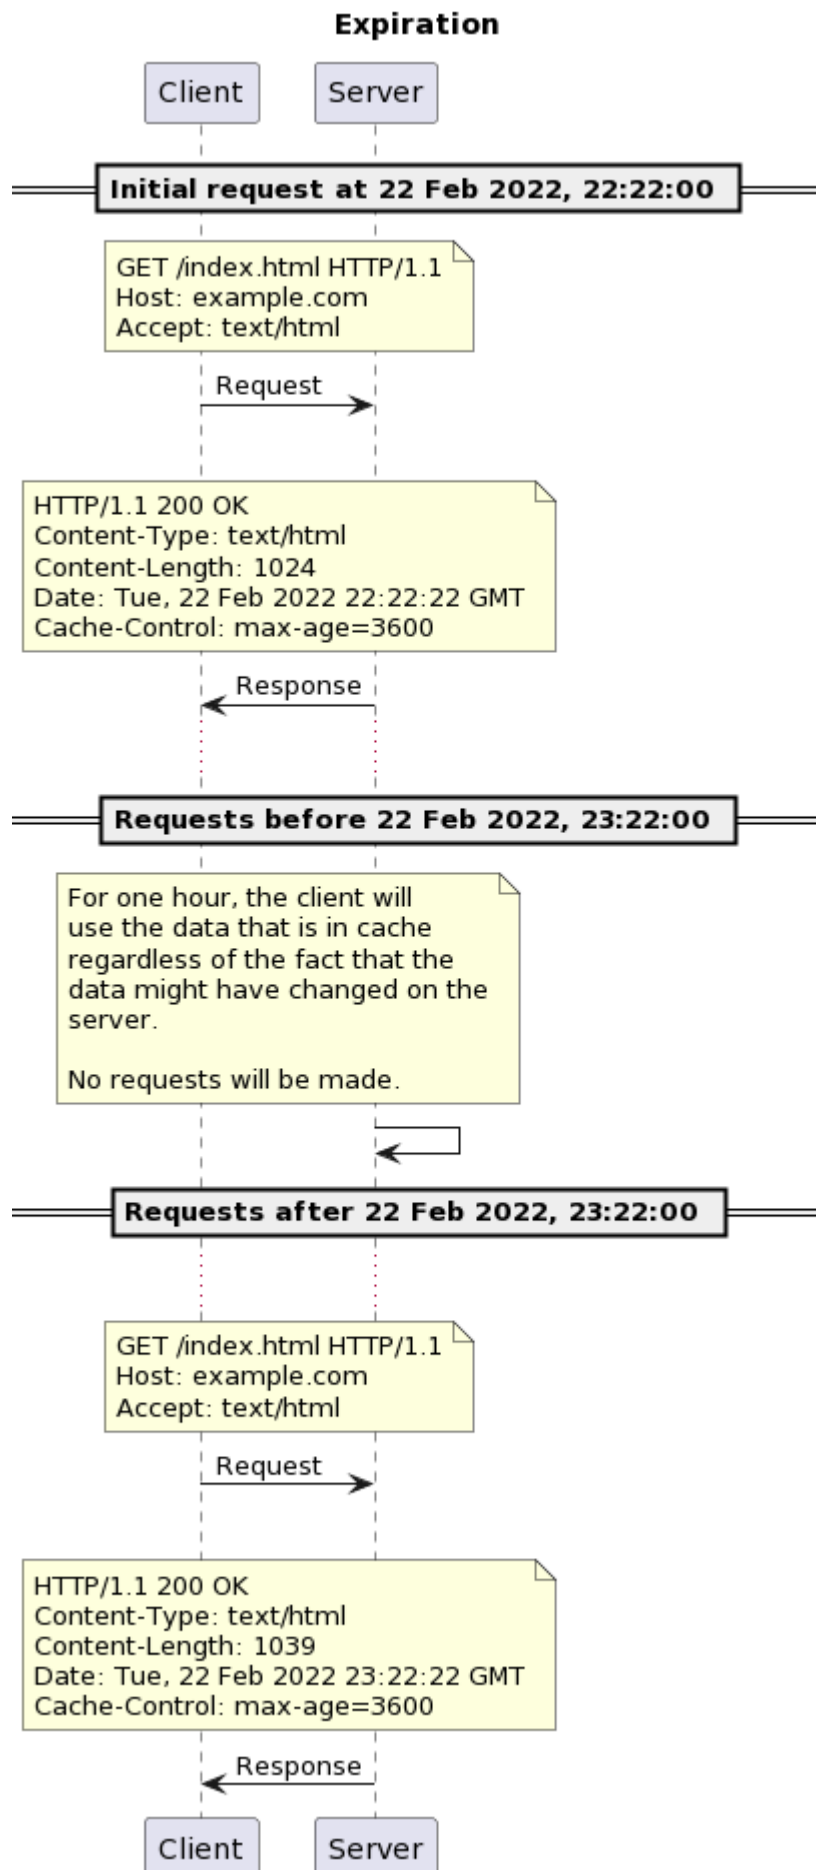 Expiration
Client
Server
Initial request at 22 Feb 2022, 22:22:00
GET /index.html HTTP/1.1
Host: example.com
Accept: text/html
Request
HTTP/1.1 200 OK
Content-Type: text/html
Content-Length: 1024
Date: Tue, 22 Feb 2022 22:22:22 GMT
Cache-Control: max-age=3600
Response
Requests before 22 Feb 2022, 23:22:00
For one hour, the client will
use the data that is in cache
regardless of the fact that the
data might have changed on the
server.
No requests will be made.
Requests after 22 Feb 2022, 23:22:00
GET /index.html HTTP/1.1
Host: example.com
Accept: text/html
Request
HTTP/1.1 200 OK
Content-Type: text/html
Content-Length: 1039
Date: Tue, 22 Feb 2022 23:22:22 GMT
Cache-Control: max-age=3600
Response
Client
Server